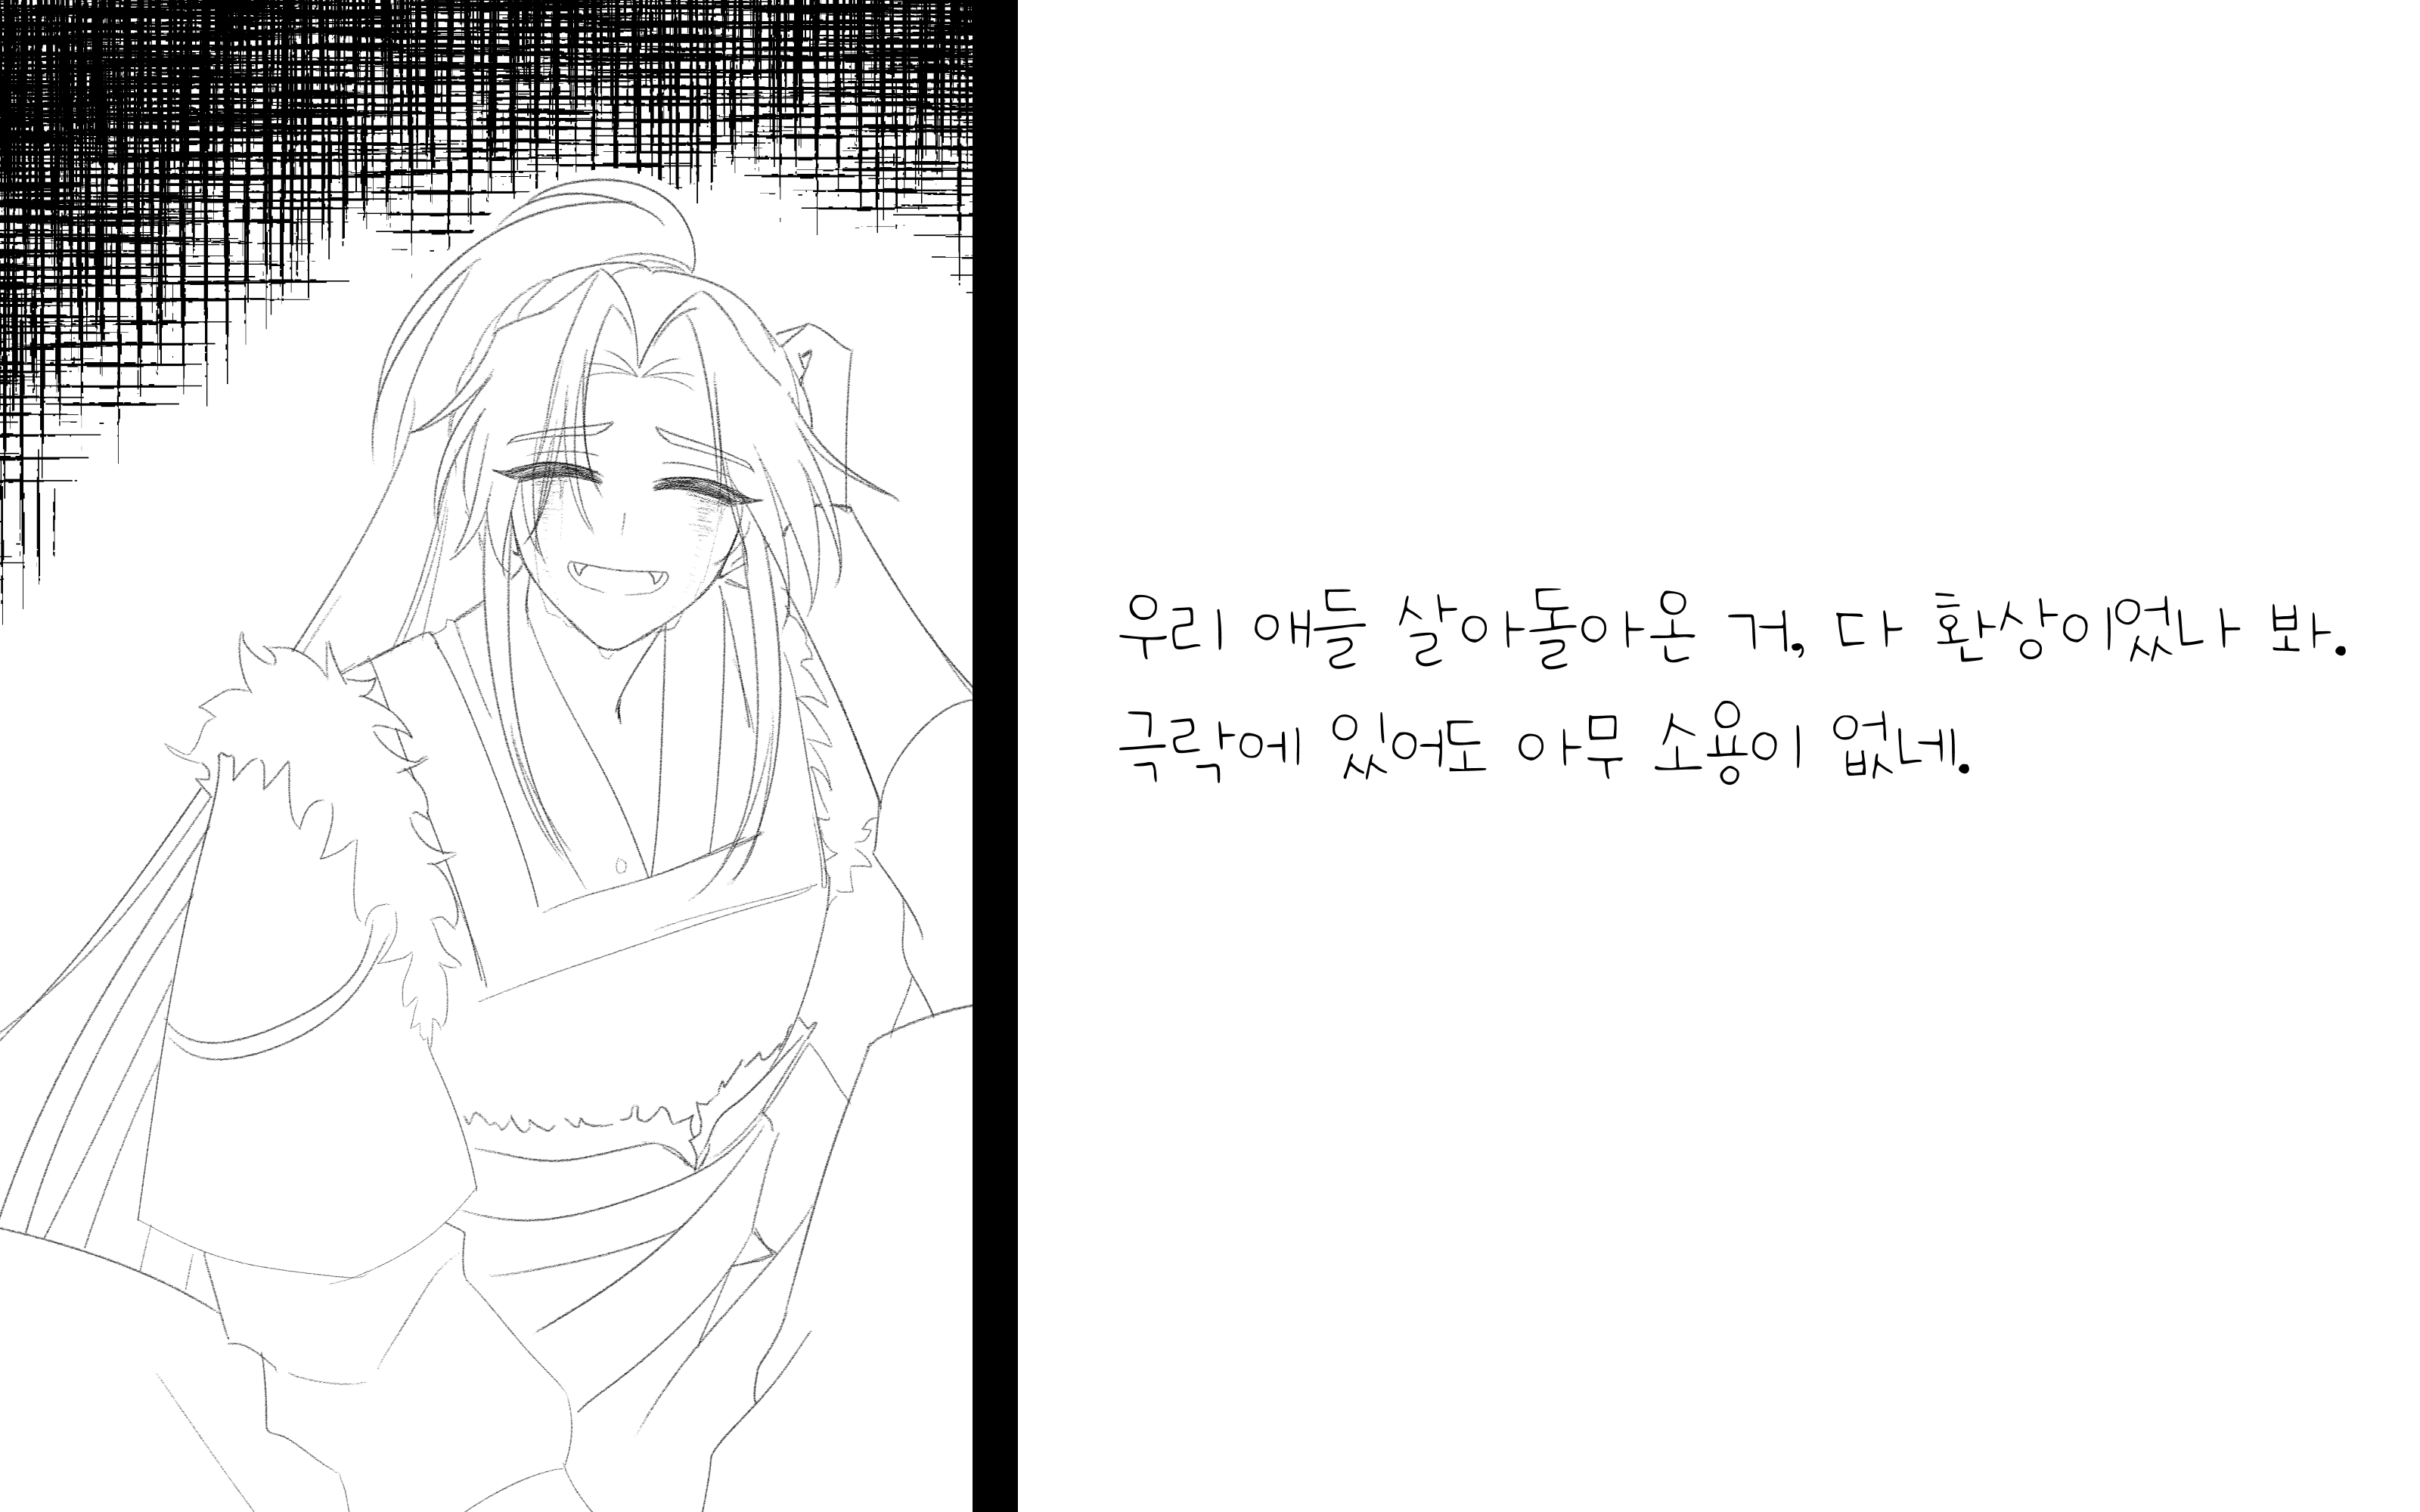 우리 애들 살아돌아온 거, 다 환상이었나 봐.
극락에 있어도 아무 소용이 없네.